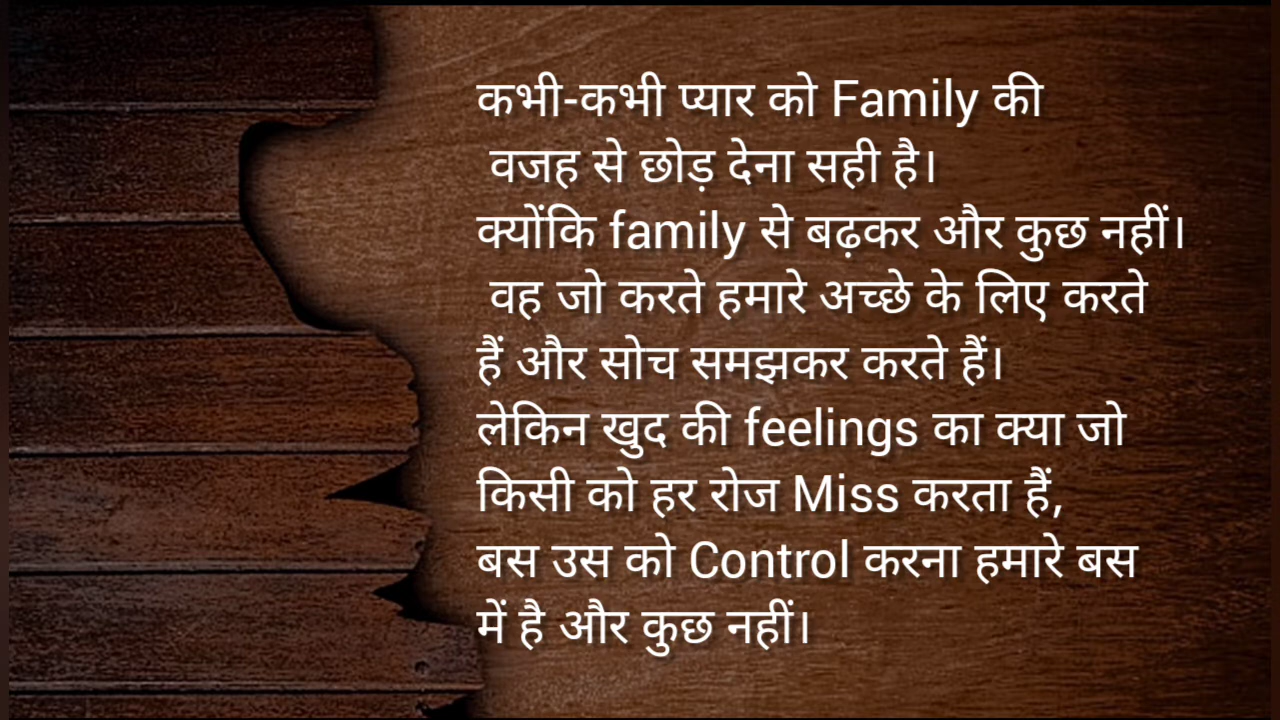 कभी-कभी प्यार को Family की
वजह से छोड़ देना सही है।
क्योंकि family से बढ़कर और कुछ नहीं।
वह जो करते हमारे अच्छे के लिए करते
हैं और सोच समझकर करते हैं।
लेकिन खुद की feelings का क्या जो
किसी को हर रोज Miss करता हैं,
बस उस को Control करना हमारे बस
में है और कुछ नहीं।